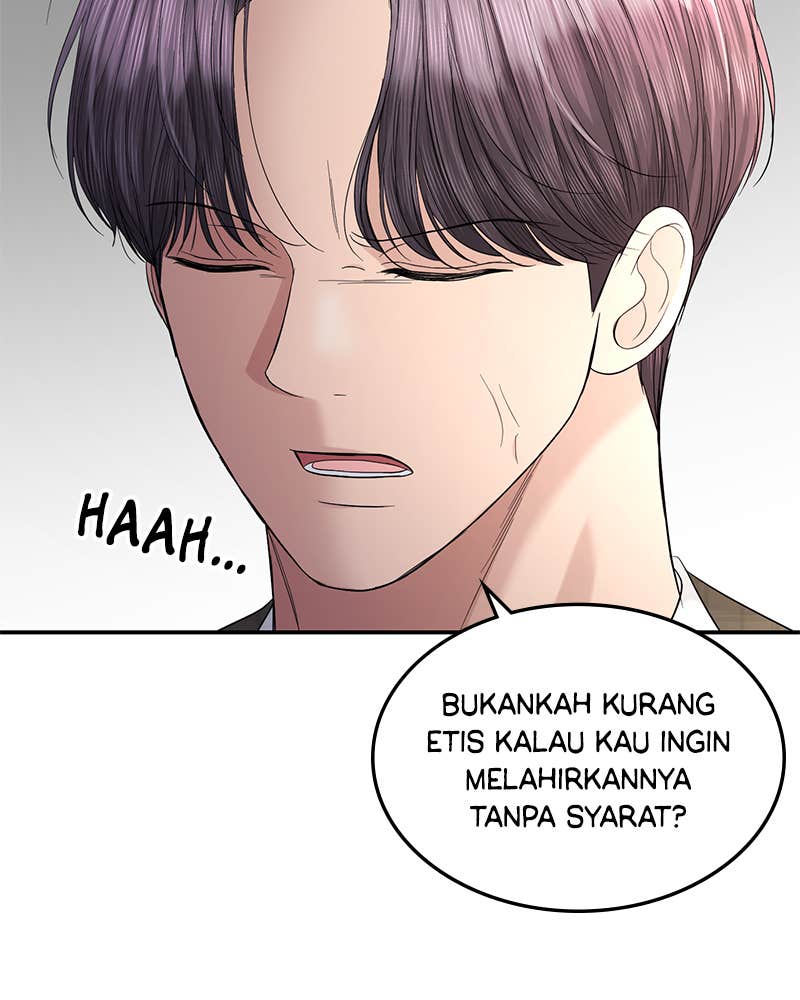 HAAH...
BUKANKAH KURANG
ETIS KALAU KAU INGIN
MELAHIRKANNYA
TANPA SYARAT?